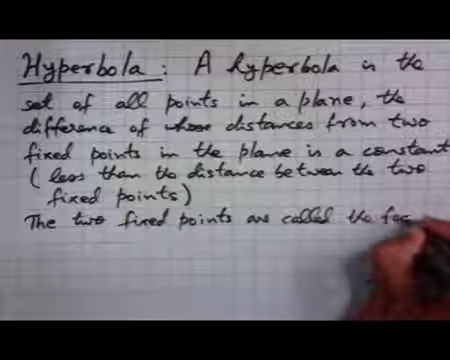 Hyperbola : A hyperbola is the
set of all points in a plane, the
difference of whose distances from two
fixed points in the plane is a constant
( less than the distance between the two
fixed points )
The two fixed points are called the foc